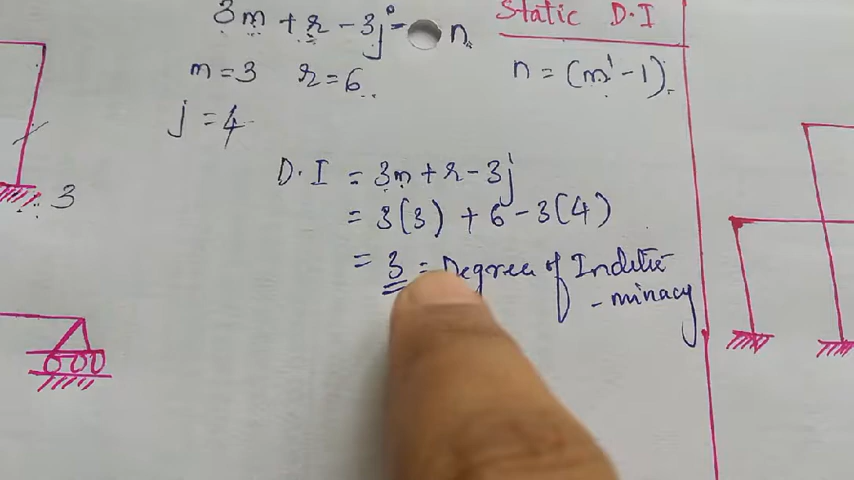 3m + r - 3j - n
Static D.I
m = 3 r = 6
n = (m' - 1)
j = 4
3
D.I = 3m + r - 3j
= 3(3) + 6 - 3(4)
= 3 = Degree of Indeter
- minacy